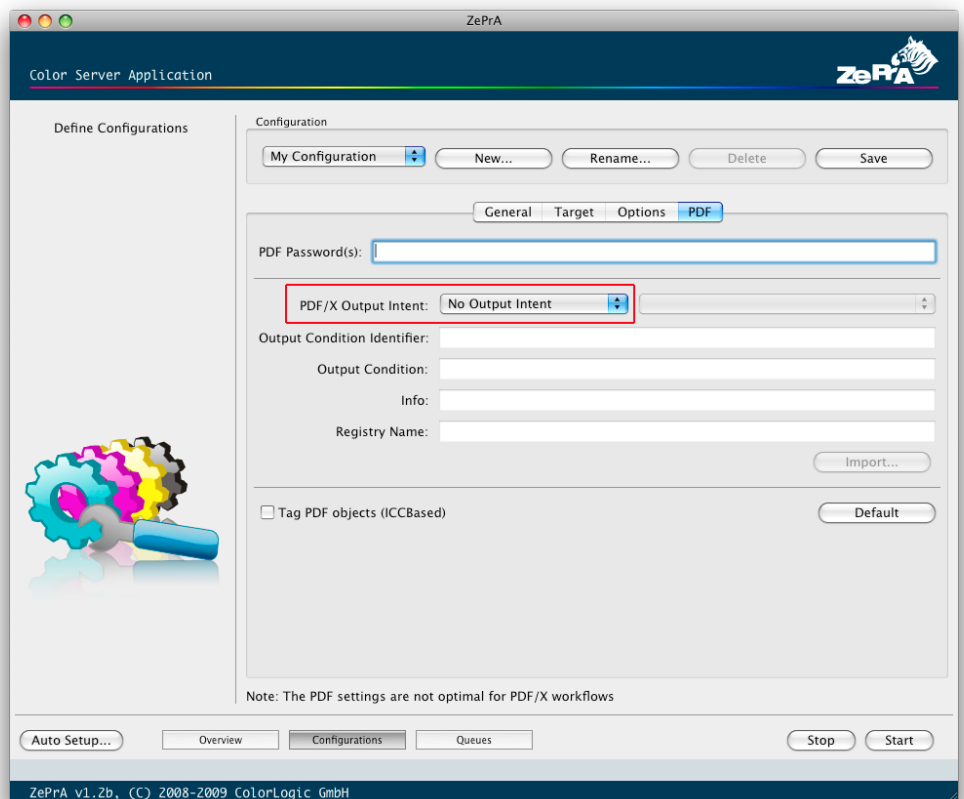 ZePrA
Color Server Application
ZePrA
Define Configurations
Configuration
My Configuration
New...
Rename...
Delete
Save
General
Target
Options
PDF
PDF Password(s):
PDF/X Output Intent:
No Output Intent
Output Condition Identifier:
Output Condition:
Info:
Registry Name:
Import...
Tag PDF objects (ICCBased)
Default
Note: The PDF settings are not optimal for PDF/X workflows
Auto Setup...
Overview
Configurations
Queues
Stop
Start
ZePrA v1.2b, (C) 2008-2009 ColorLogic GmbH